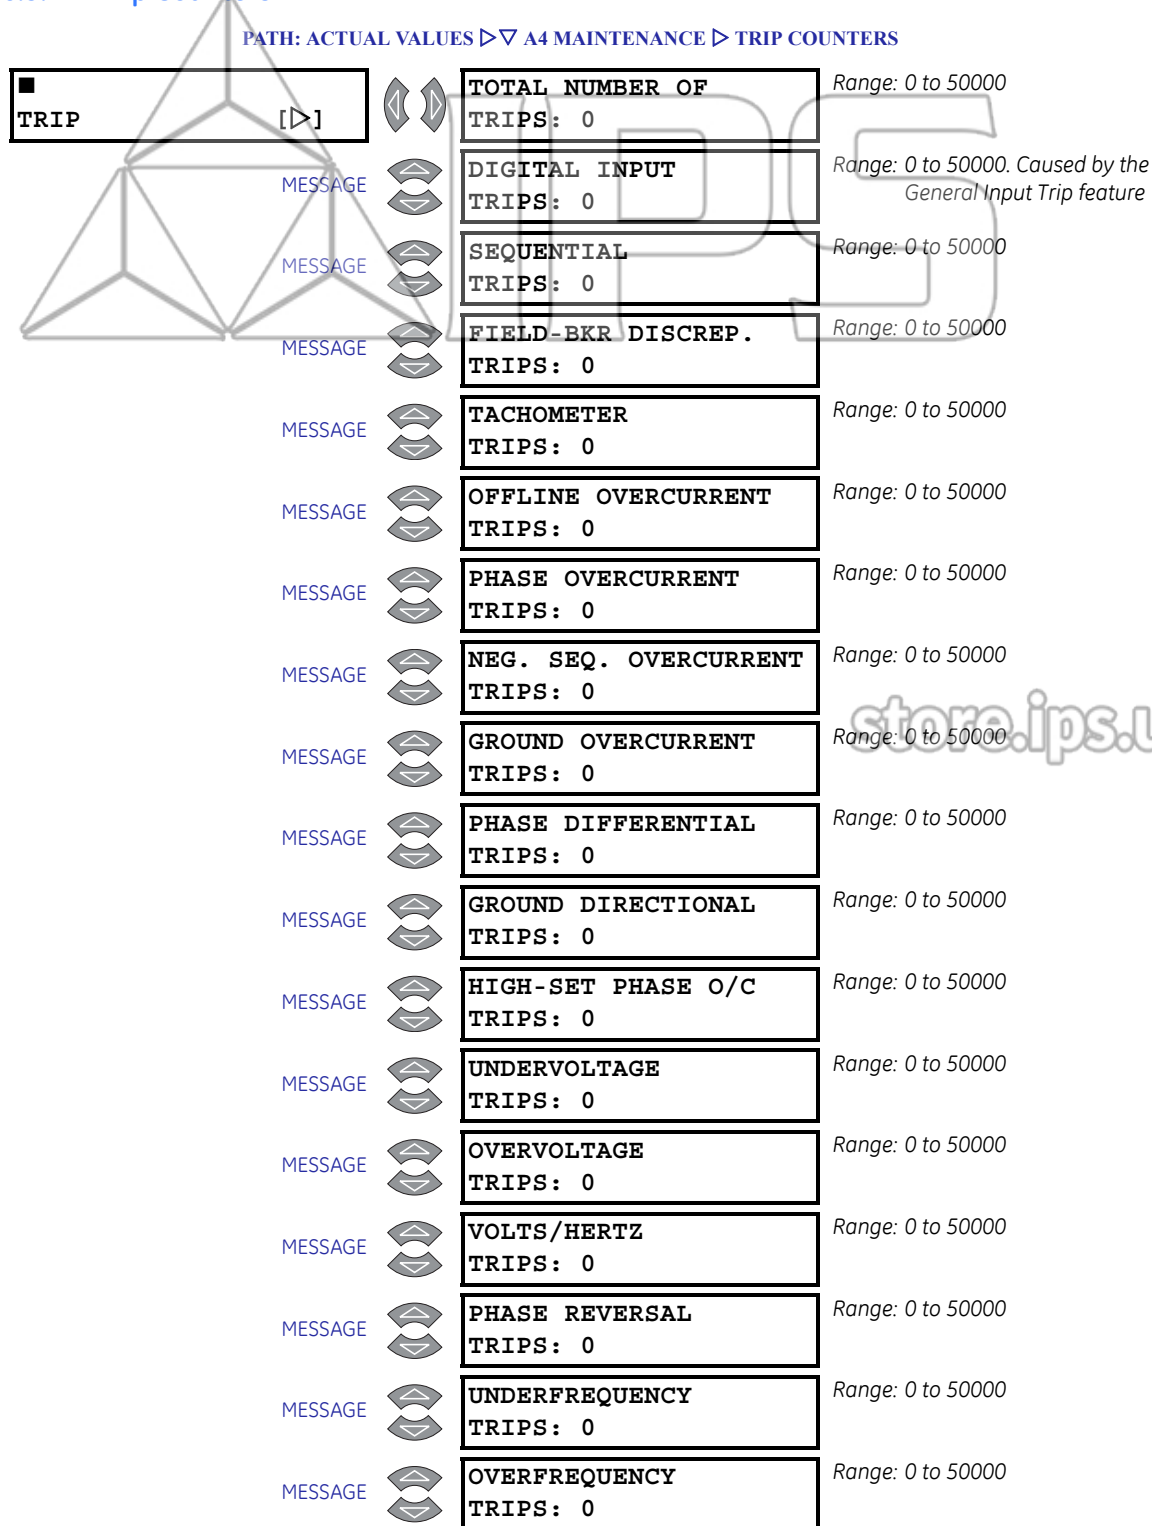 PATH: ACTUAL VALUES ▷▽ A4 MAINTENANCE ▷ TRIP COUNTERS
■
TRIP [▷]
TOTAL NUMBER OF
TRIPS: 0
Range: 0 to 50000
MESSAGE
DIGITAL INPUT
TRIPS: 0
Range: 0 to 50000. Caused by the
General Input Trip feature
MESSAGE
SEQUENTIAL
TRIPS: 0
Range: 0 to 50000
MESSAGE
FIELD-BKR DISCREP.
TRIPS: 0
Range: 0 to 50000
MESSAGE
TACHOMETER
TRIPS: 0
Range: 0 to 50000
MESSAGE
OFFLINE OVERCURRENT
TRIPS: 0
Range: 0 to 50000
MESSAGE
PHASE OVERCURRENT
TRIPS: 0
Range: 0 to 50000
MESSAGE
NEG. SEQ. OVERCURRENT
TRIPS: 0
Range: 0 to 50000
MESSAGE
GROUND OVERCURRENT
TRIPS: 0
Range: 0 to 50000
MESSAGE
PHASE DIFFERENTIAL
TRIPS: 0
Range: 0 to 50000
MESSAGE
GROUND DIRECTIONAL
TRIPS: 0
Range: 0 to 50000
MESSAGE
HIGH-SET PHASE O/C
TRIPS: 0
Range: 0 to 50000
MESSAGE
UNDERVOLTAGE
TRIPS: 0
Range: 0 to 50000
MESSAGE
OVERVOLTAGE
TRIPS: 0
Range: 0 to 50000
MESSAGE
VOLTS/HERTZ
TRIPS: 0
Range: 0 to 50000
MESSAGE
PHASE REVERSAL
TRIPS: 0
Range: 0 to 50000
MESSAGE
UNDERFREQUENCY
TRIPS: 0
Range: 0 to 50000
MESSAGE
OVERFREQUENCY
TRIPS: 0
Range: 0 to 50000
IPS
store.ips.u